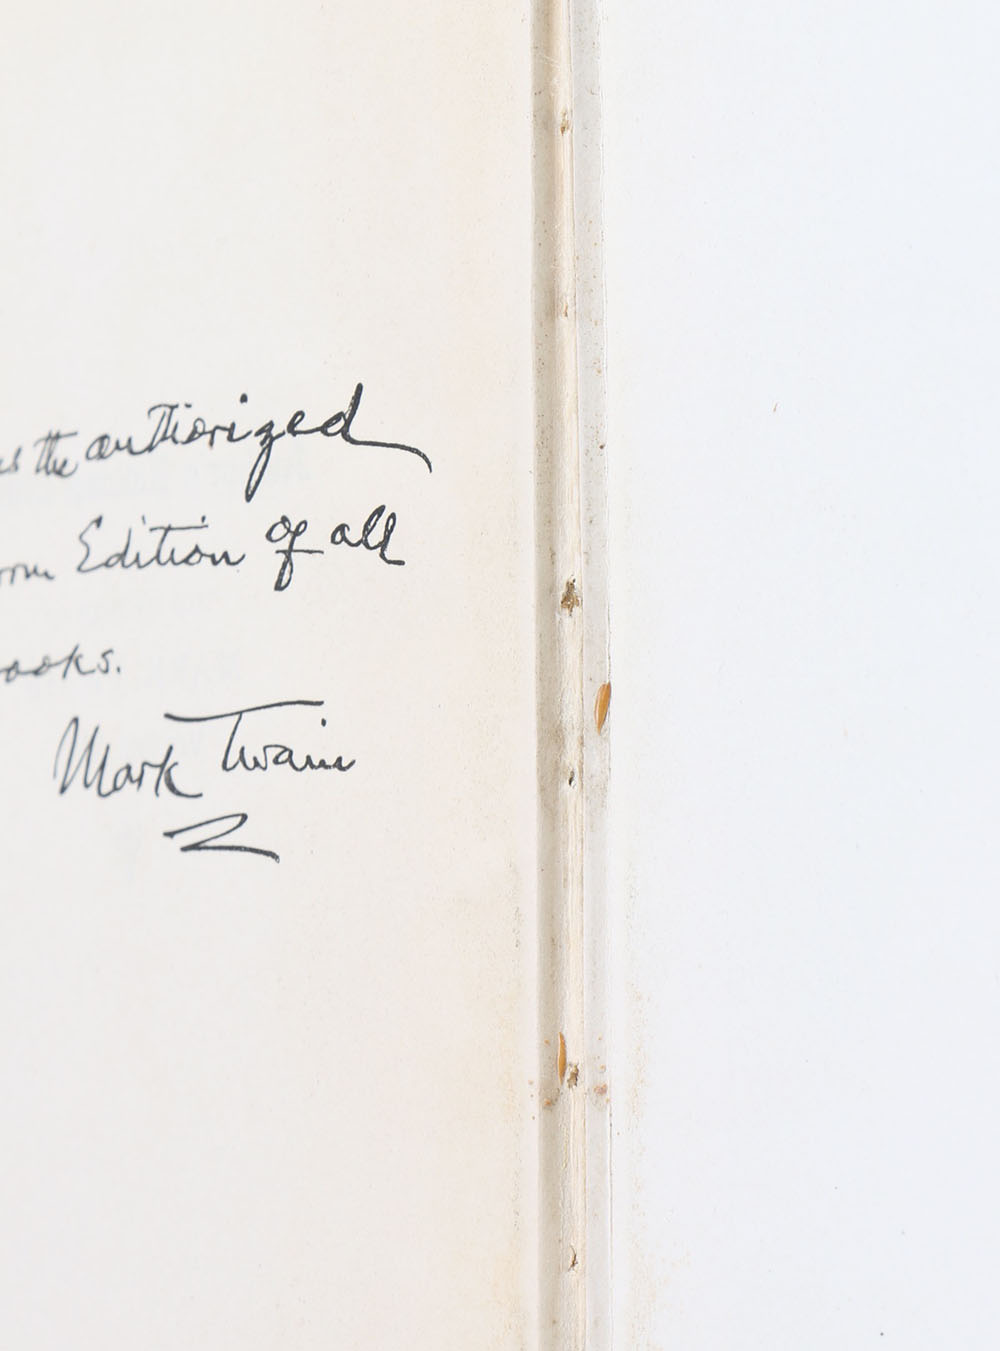 the authorized
Edition of all
ooks.
Mark Twain